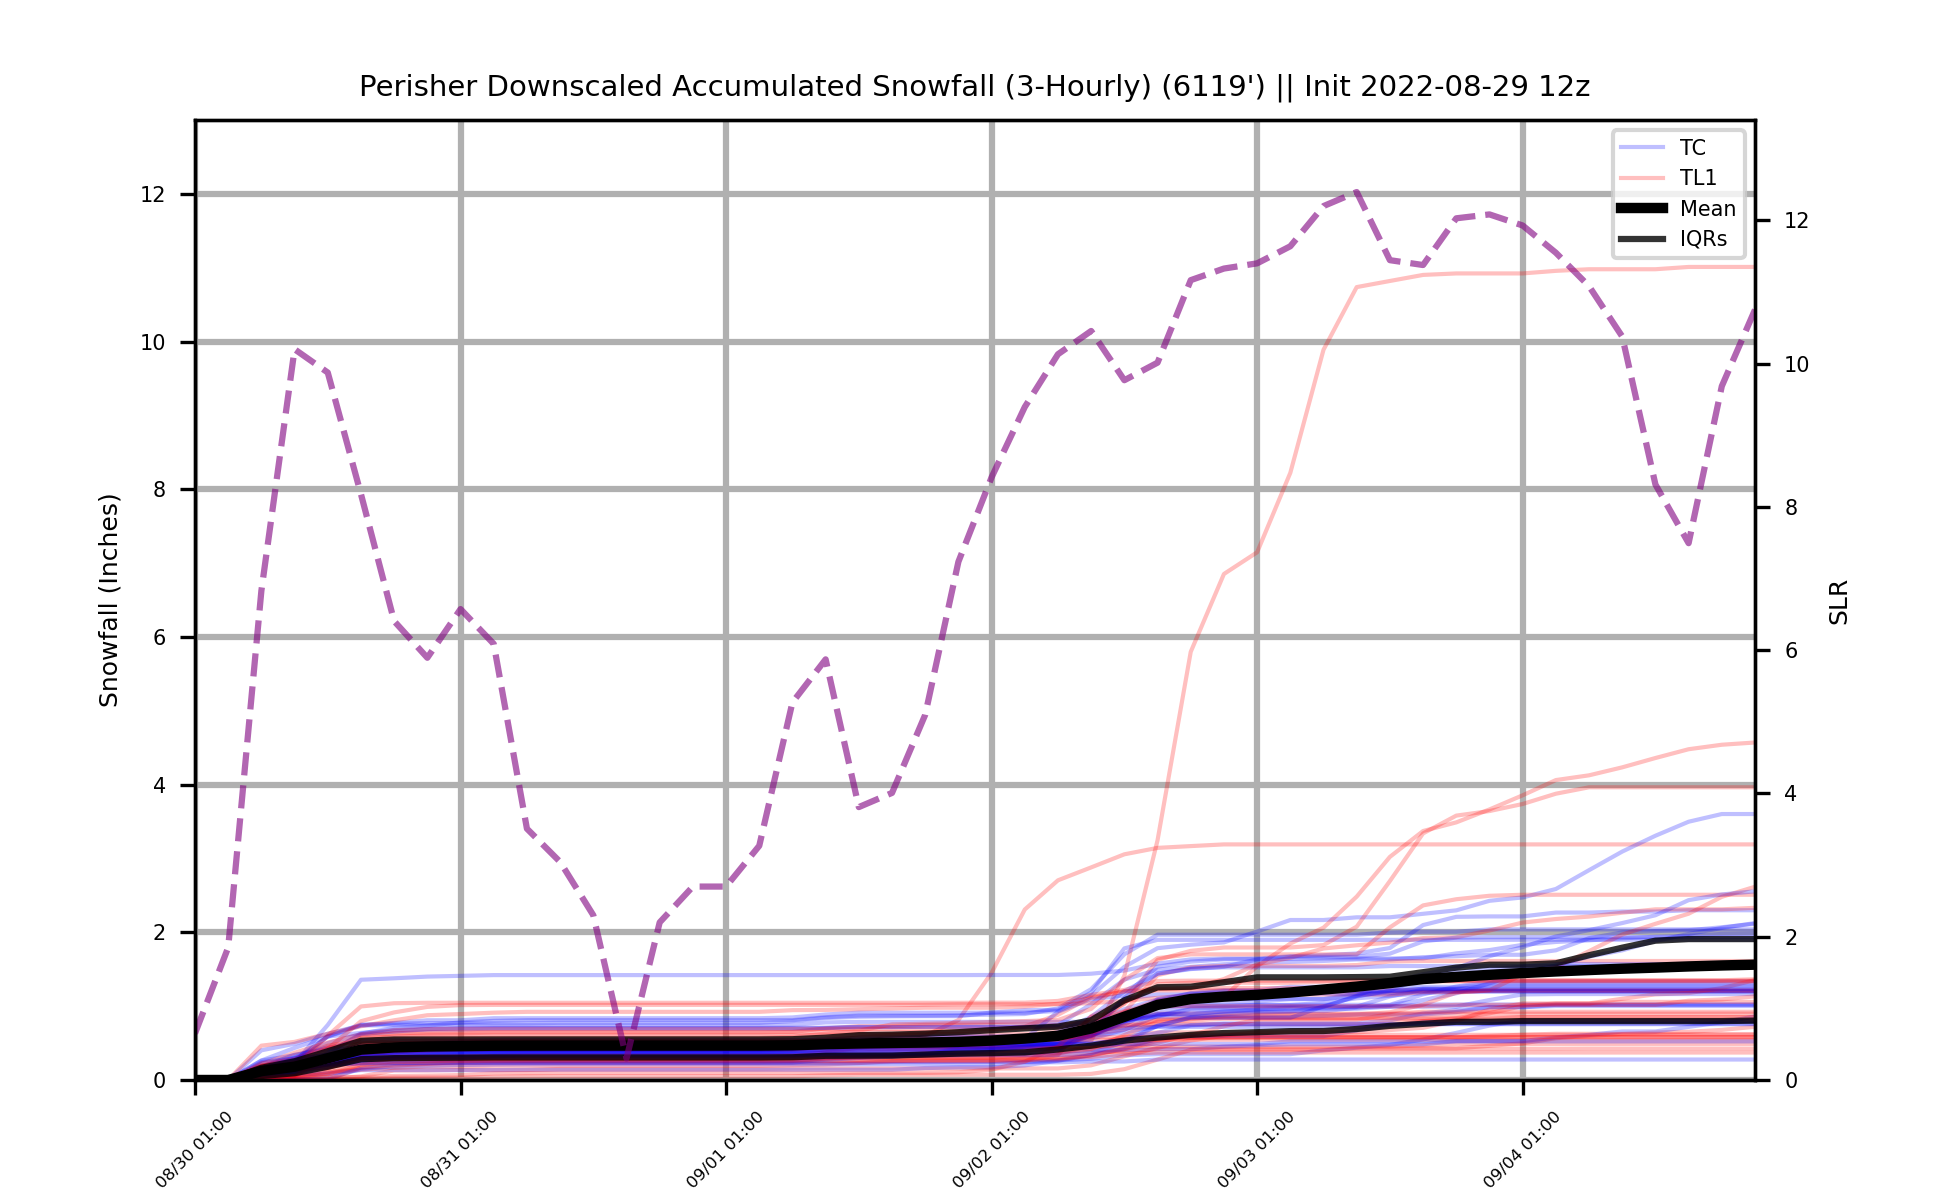 Perisher Downscaled Accumulated Snowfall (3-Hourly) (6119') || Init 2022-08-29 12z
TC
TL1
Mean
IQRs
Snowfall (Inches)
12
10
8
6
4
2
0
SLR
12
10
8
6
4
2
0
08/30 01:00
08/31 01:00
09/01 01:00
09/02 01:00
09/03 01:00
09/04 01:00